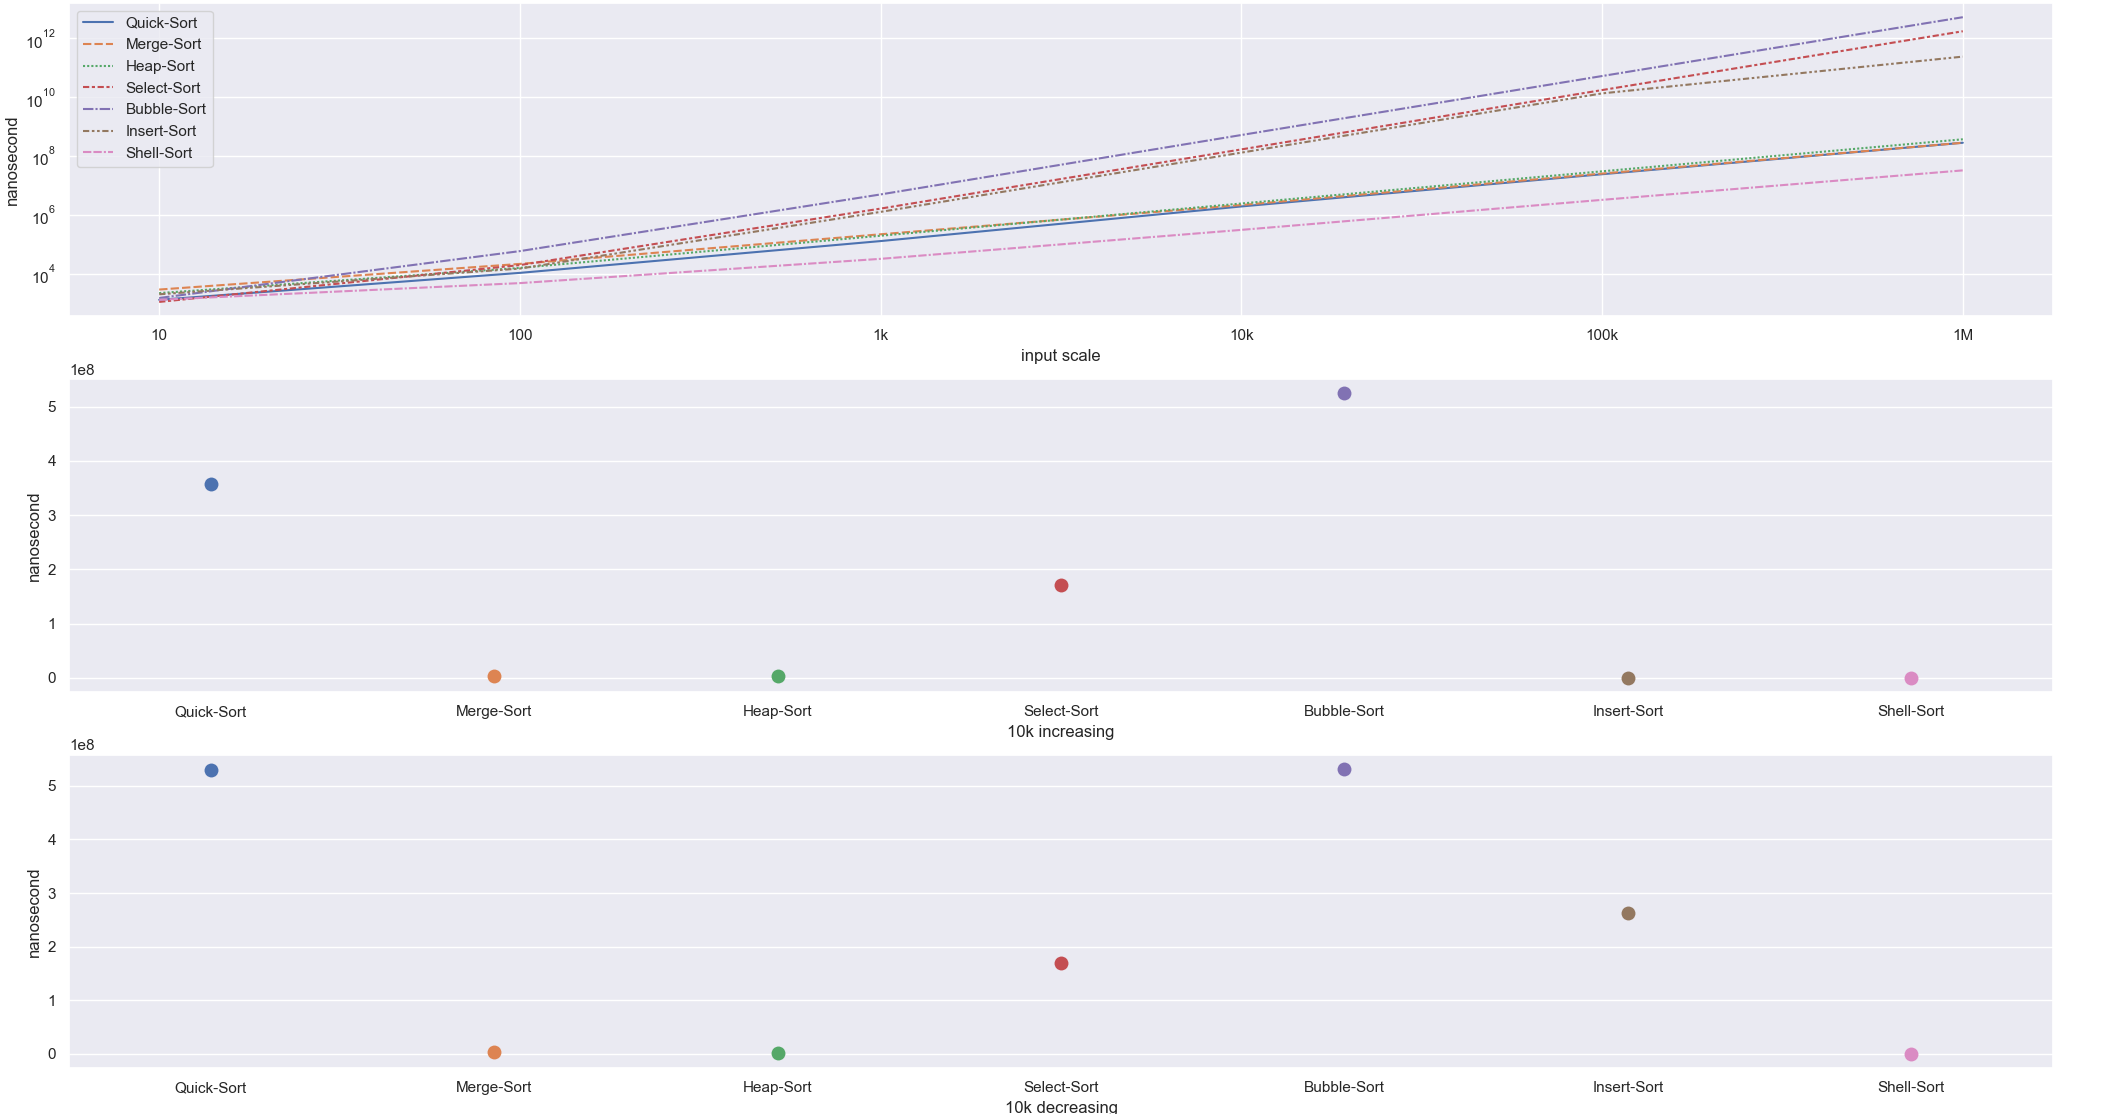 Quick-Sort
Merge-Sort
Heap-Sort
Select-Sort
Bubble-Sort
Insert-Sort
Shell-Sort
nanosecond
10^12
10^10
10^8
10^6
10^4
10 100 1k 10k 100k 1M
input scale
1e8
nanosecond
5
4
3
2
1
0
Quick-Sort Merge-Sort Heap-Sort Select-Sort Bubble-Sort Insert-Sort Shell-Sort
10k increasing
1e8
nanosecond
5
4
3
2
1
0
Quick-Sort Merge-Sort Heap-Sort Select-Sort Bubble-Sort Insert-Sort Shell-Sort
10k decreasing